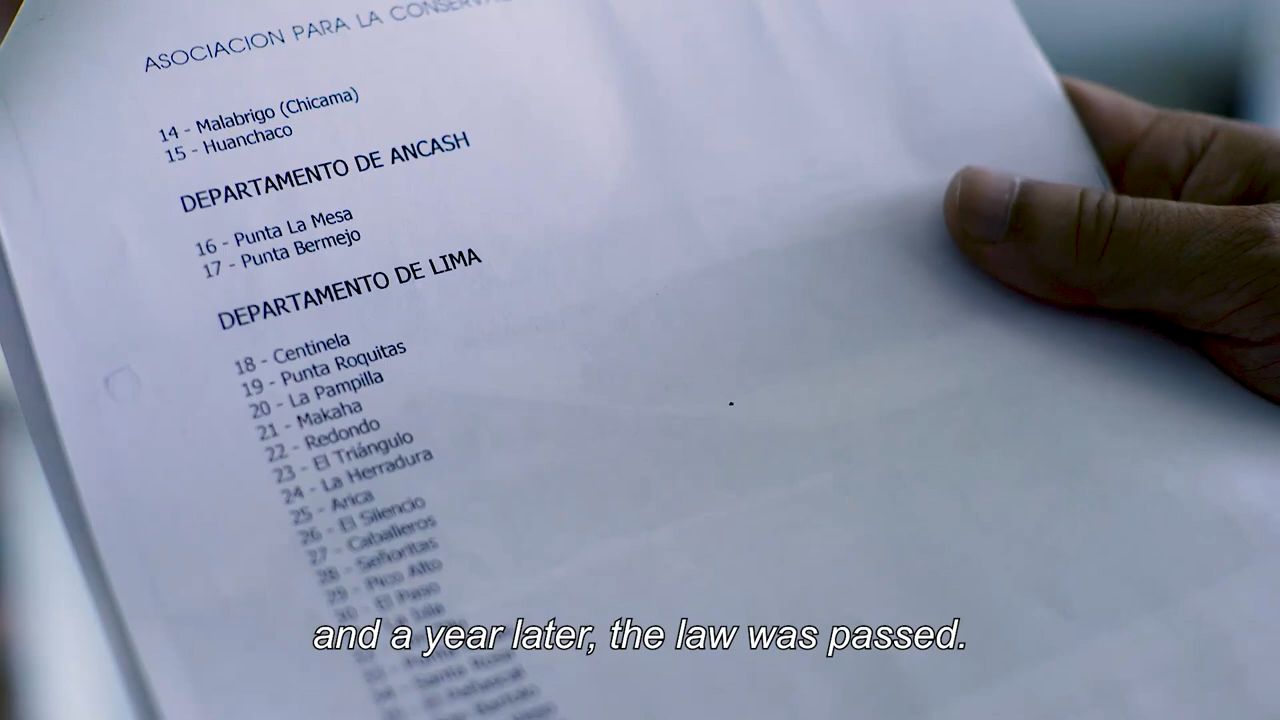 ASOCIACION PARA LA
14 - Malabrigo (Chicama)
15 - Huanchaco
DEPARTAMENTO DE ANCASH
16 - Punta La Mesa
17 - Punta Bermejo
DEPARTAMENTO DE LIMA
18 - Centinela
19 - Punta Roquitas
20 - La Pampilla
21 - Makaha
22 - Redondo
23 - El Triángulo
24 - La Herradura
25 - Arica
26 - El Silencio
27 - Caballeros
28 - Señoritas
29 - Pico Alto
30 - El Paso
and a year later, the law was passed.